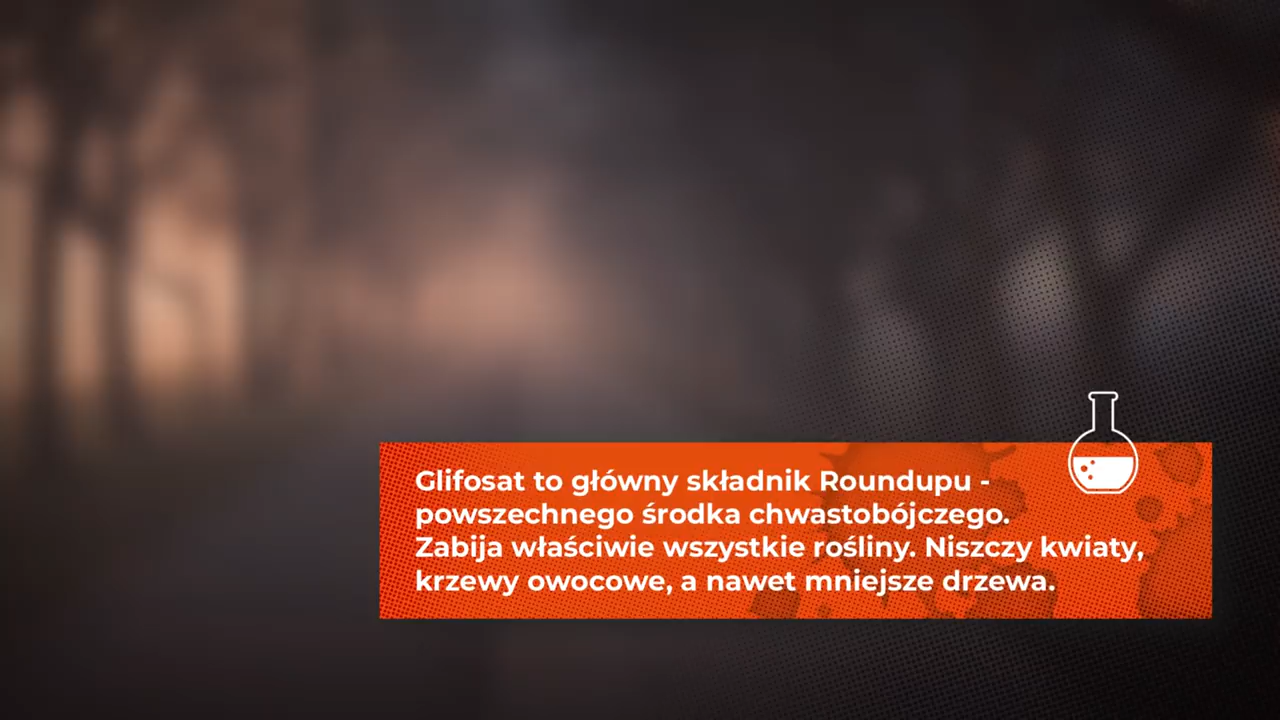 Glifosat to główny składnik Roundupu -
powszechnego środka chwastobójczego.
Zabija właściwie wszystkie rośliny. Niszczy kwiaty,
krzewy owocowe, a nawet mniejsze drzewa.